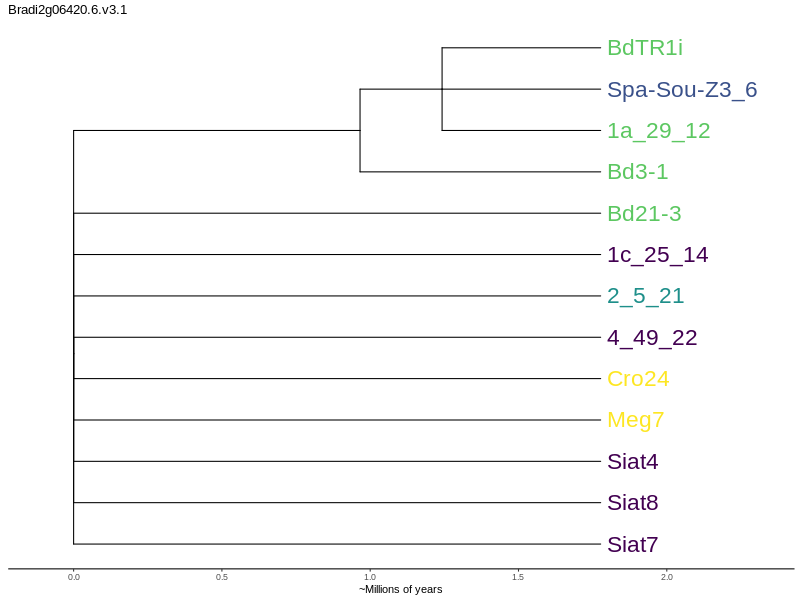 Bradi2g06420.6.v3.1
BdTR1i
Spa-Sou-Z3_6
1a_29_12
Bd3-1
Bd21-3
1c_25_14
2_5_21
4_49_22
Cro24
Meg7
Siat4
Siat8
Siat7
0.0 0.5 1.0 1.5 2.0
~Millions of years